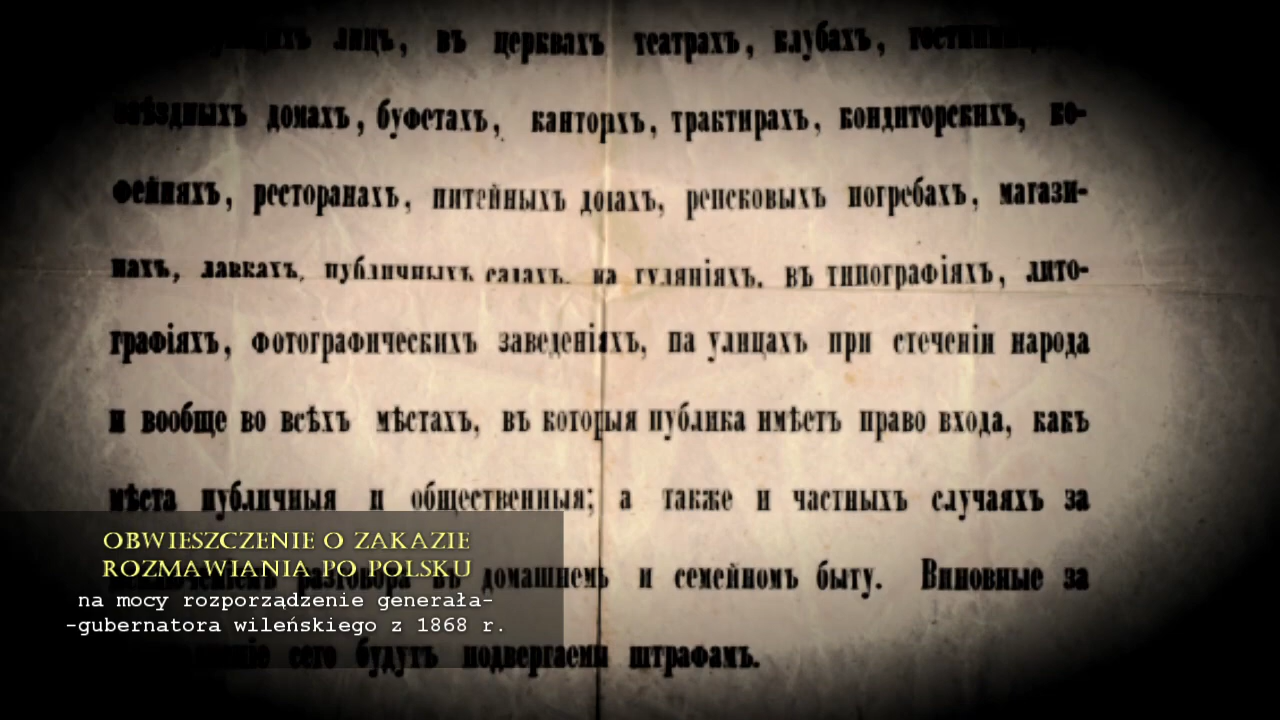 лицъ, въ церквахъ театрахъ, клубахъ,
домахъ, буфетахъ, канторхъ, трактирахъ, кондиторскихъ, ко-
фейняхъ, ресторанахъ, питейныхъ домахъ, ренсковыхъ погребахъ, магази-
нахъ, лавкахъ, публичныхъ садахъ, на гуляніяхъ, въ типографіяхъ, лито-
графіяхъ, фотографическихъ заведеніяхъ, на улицахъ при стеченіи народа
и вообще во всѣхъ мѣстахъ, въ которыя публика имѣетъ право входа, какъ
мѣста публичныя и общественныя; а также и частныхъ случаяхъ за
разговора въ домашнемъ и семейномъ быту. Виновные за
сего будутъ подвергаемы штрафамъ.
OBWIESZCZENIE O ZAKAZIE
ROZMAWIANIA PO POLSKU
na mocy rozporządzenie generała-
-gubernatora wileńskiego z 1868 r.